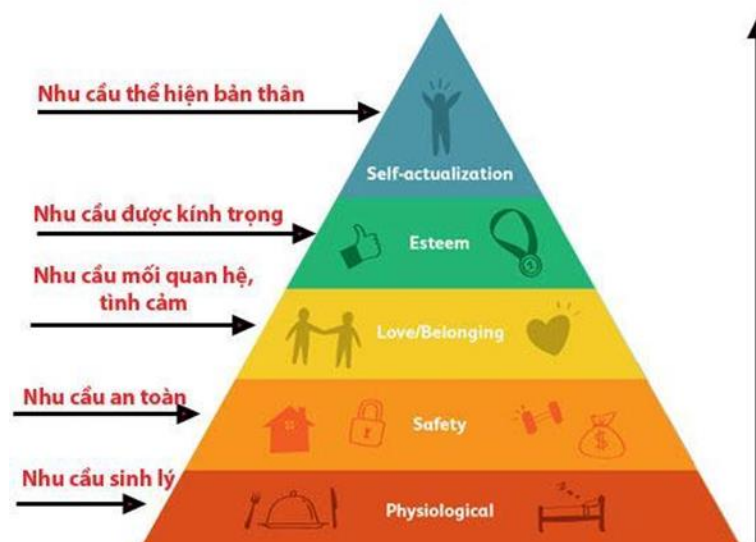 Nhu cầu thể hiện bản thân
Self-actualization
Nhu cầu được kính trọng
Esteem
Nhu cầu mối quan hệ,
tình cảm
Love/Belonging
Nhu cầu an toàn
Safety
$
Nhu cầu sinh lý
Physiological